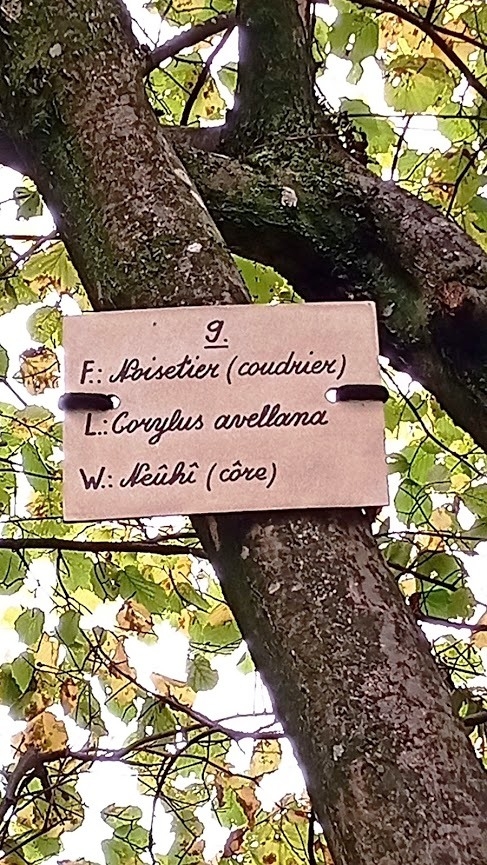 9.
F.: Noisetier (coudrier)
L.: Corylus avellana
W.: Neûhî (côre)